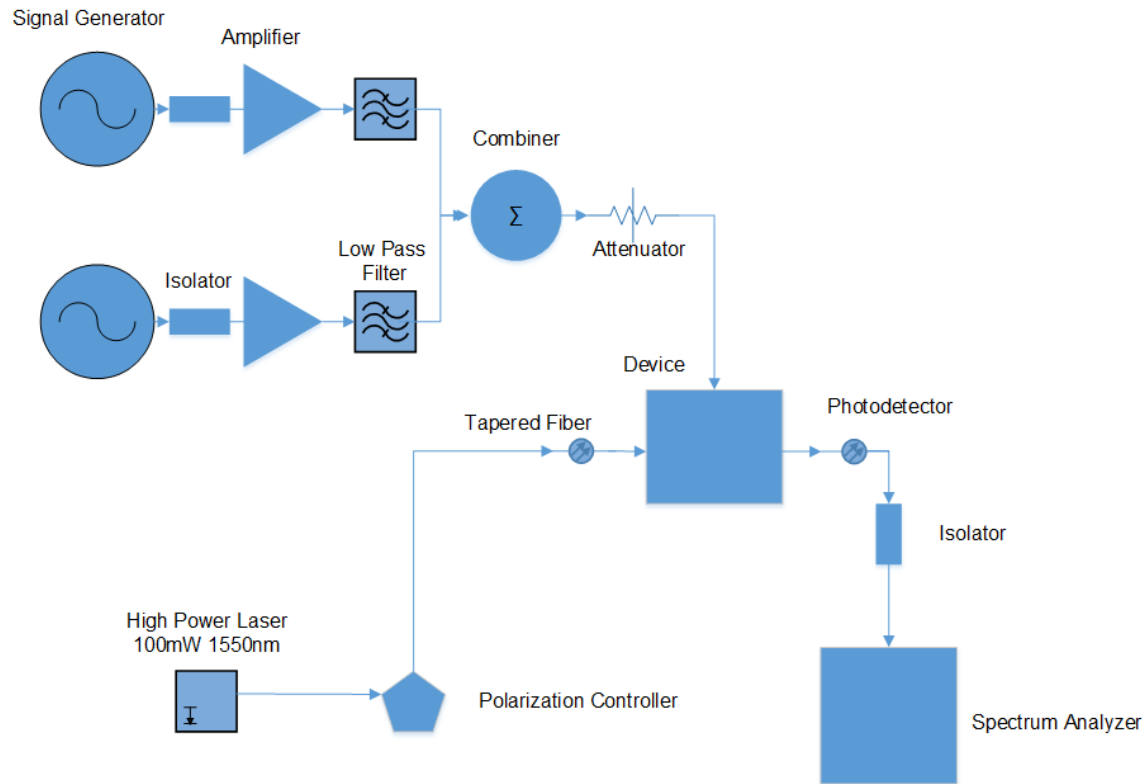 Signal Generator
Amplifier
Combiner
Σ
Attenuator
Isolator
Low Pass
Filter
Device
Tapered Fiber
Photodetector
Isolator
High Power Laser
100mW 1550nm
Polarization Controller
Spectrum Analyzer